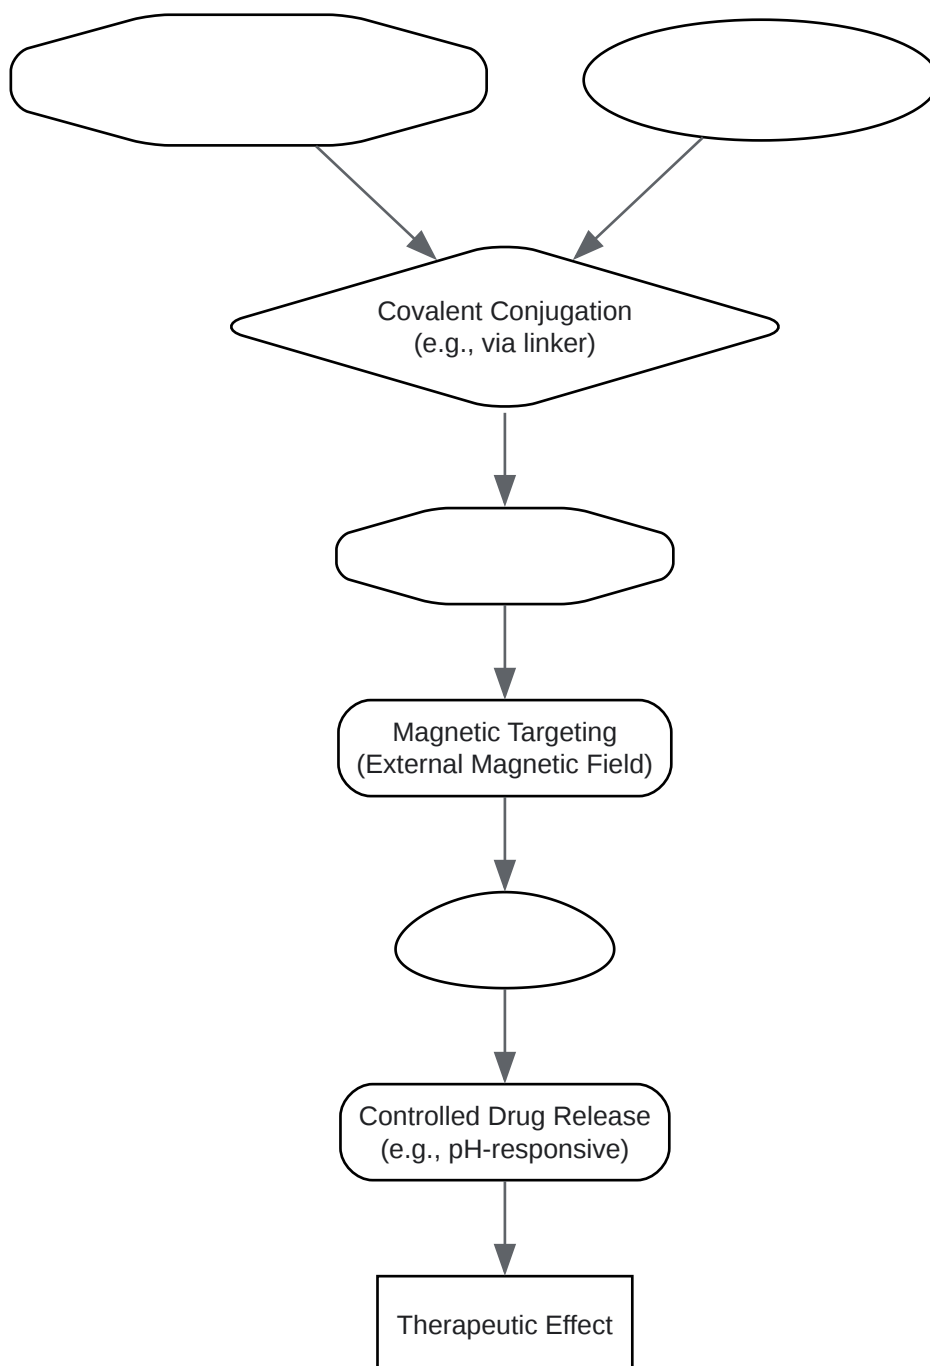 Covalent Conjugation
(e.g., via linker)
Magnetic Targeting
(External Magnetic Field)
Controlled Drug Release
(e.g., pH-responsive)
Therapeutic Effect